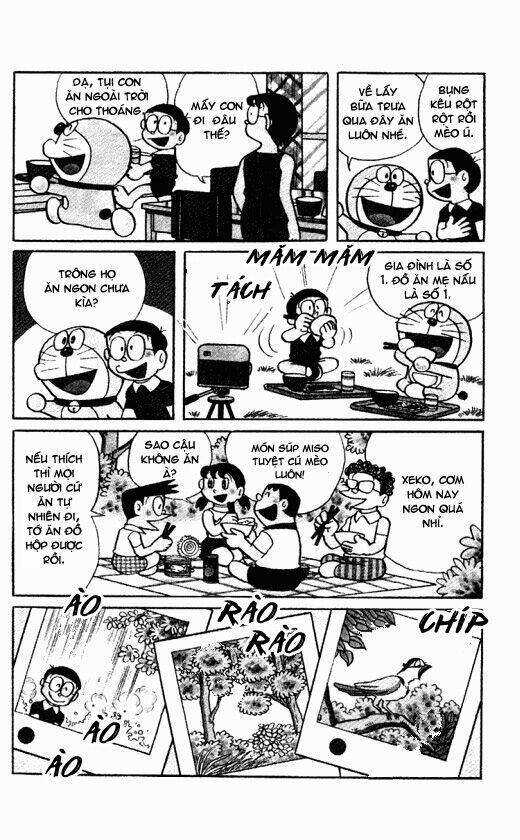 DẠ, TỤI CON
ĂN NGOÀI TRỜI
CHO THOÁNG.
MẤY CON
ĐI ĐÂU
THẾ?
VỀ LẤY
BỮA TRƯA
QUA ĐÂY ĂN
LUÔN NHÉ.
BỤNG
KÊU RỘT
RỘT RỒI
MÈO Ú.
TRÔNG HỌ
ĂN NGON CHƯA
KÌA?
MĂM MĂM
TÁCH
GIA ĐÌNH LÀ SỐ
1. ĐỒ ĂN MẸ NẤU
LÀ SỐ 1.
NẾU THÍCH
THÌ MỌI
NGƯỜI CỨ
ĂN TỰ
NHIÊN ĐI,
TỚ ĂN ĐỒ
HỘP ĐƯỢC
RỒI.
SAO CẬU
KHÔNG ĂN
À?
MÓN SÚP MISO
TUYỆT CÚ MÈO
LUÔN!
XEKO, CƠM
HÔM NAY
NGON QUÁ
NHỈ.
ÀO
ÀO
ÀO
RÀO
RÀO
CHÍP